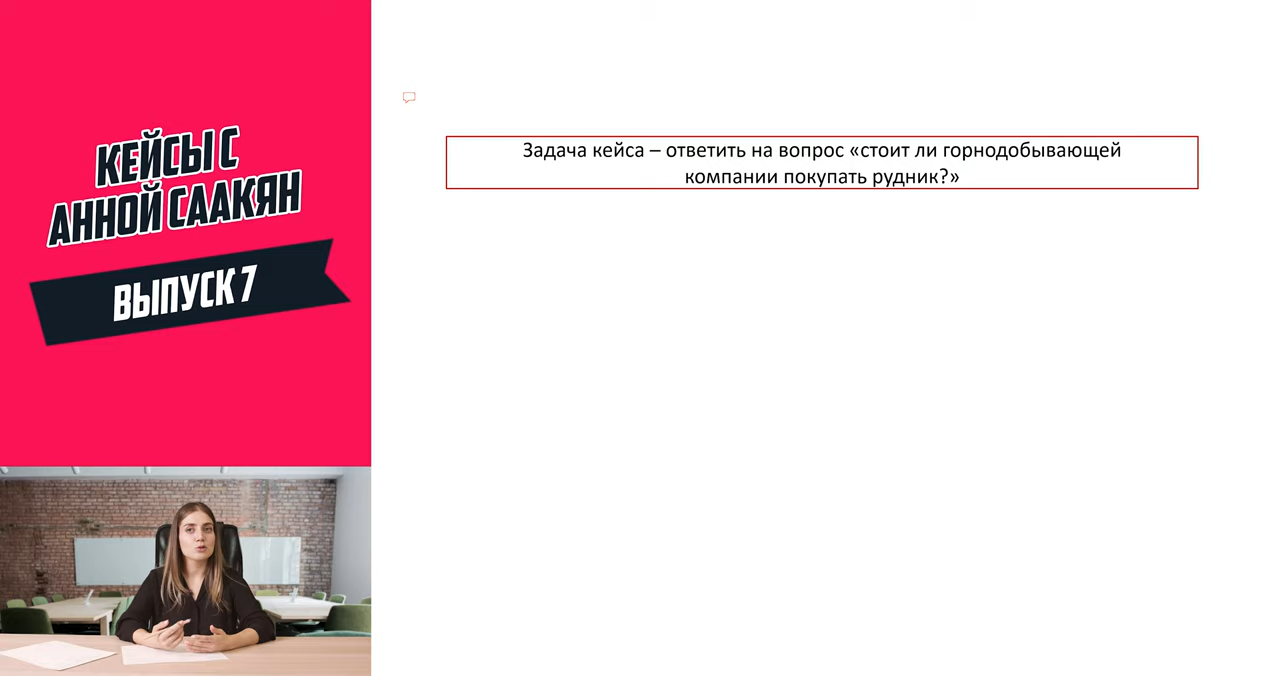 КЕЙСЫ С
АННОЙ СААКЯН
ВЫПУСК 7
Задача кейса – ответить на вопрос «стоит ли горнодобывающей
компании покупать рудник?»